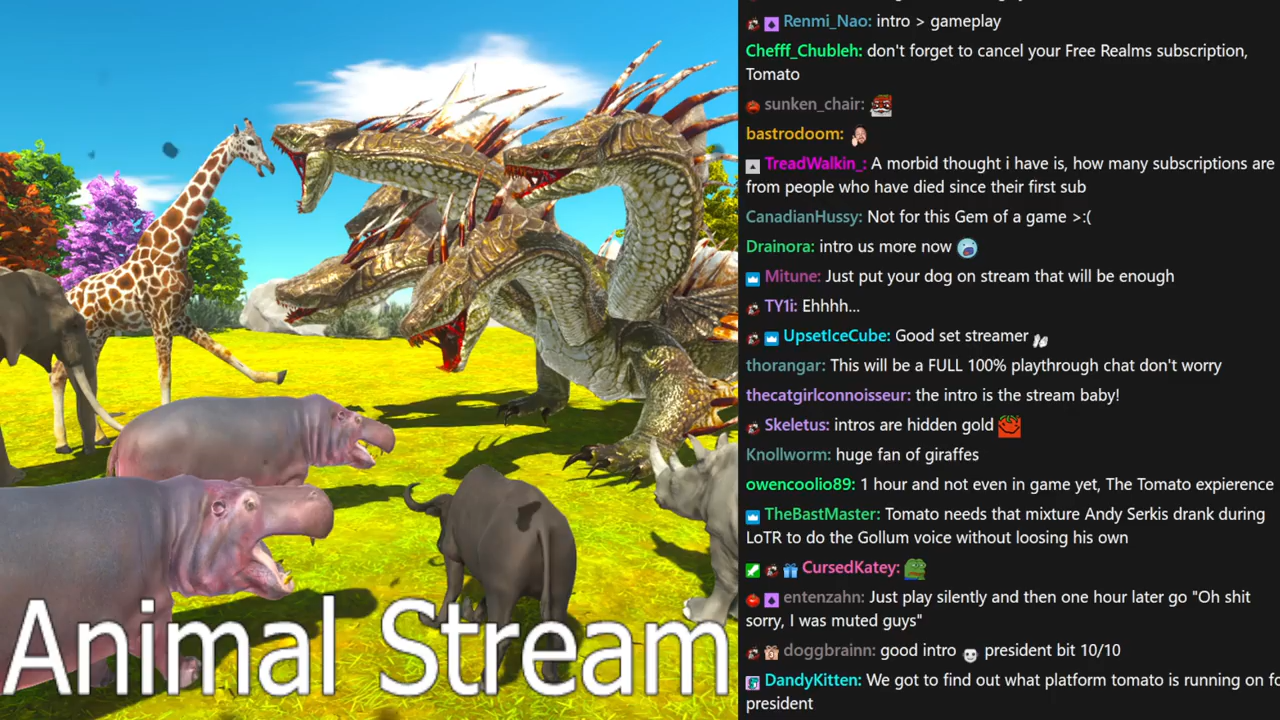 Renmi_Nao: intro > gameplay
Chefff_Chubleh: don't forget to cancel your Free Realms subscription,
Tomato
sunken_chair:
bastrodoom:
TreadWalkin_: A morbid thought i have is, how many subscriptions are
from people who have died since their first sub
CanadianHussy: Not for this Gem of a game >:(
Drainora: intro us more now
Mitune: Just put your dog on stream that will be enough
TY1i: Ehhhh...
UpsetIceCube: Good set streamer
thorangar: This will be a FULL 100% playthrough chat don't worry
thecatgirlconnoisseur: the intro is the stream baby!
Skeletus: intros are hidden gold
Knollworm: huge fan of giraffes
owencoolio89: 1 hour and not even in game yet, The Tomato expierence
TheBastMaster: Tomato needs that mixture Andy Serkis drank during
LoTR to do the Gollum voice without loosing his own
CursedKatey:
entenzahn: Just play silently and then one hour later go "Oh shit
sorry, I was muted guys"
doggbrainn: good intro president bit 10/10
DandyKitten: We got to find out what platform tomato is running on
president
Animal Stream